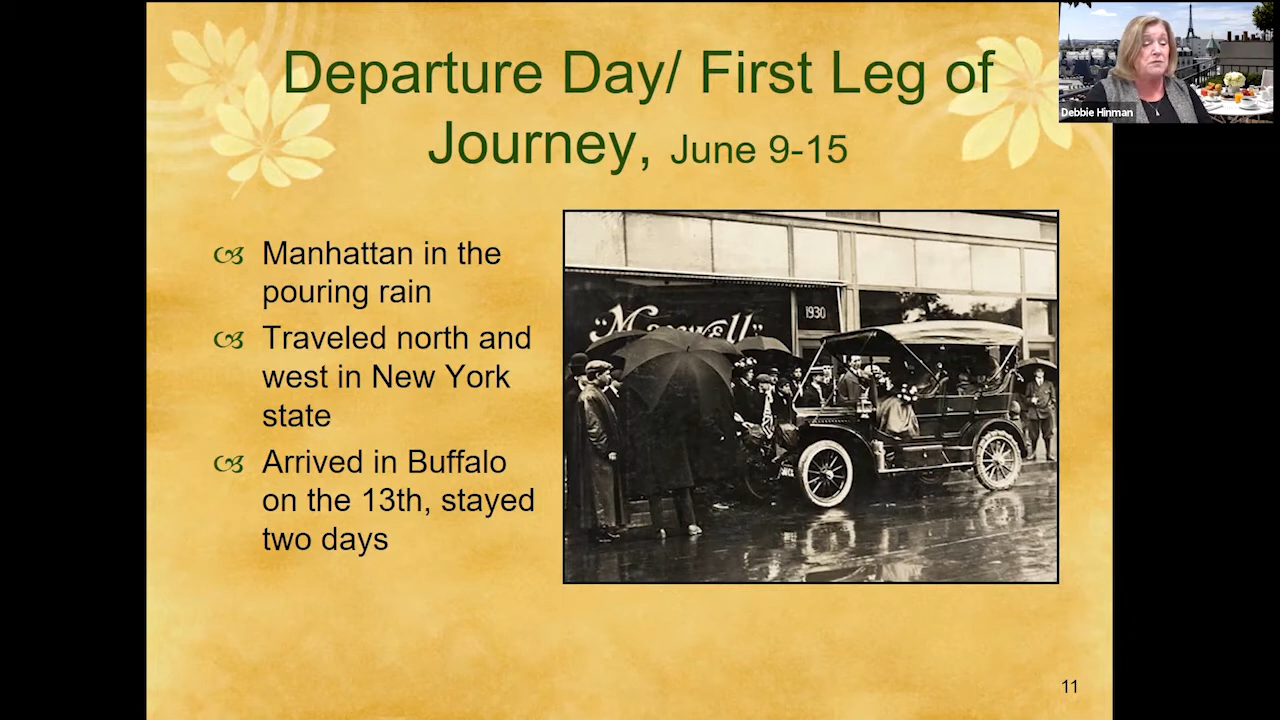 Departure Day/ First Leg of
Journey, June 9-15
Debbie Hinman
Manhattan in the
pouring rain
Traveled north and
west in New York
state
Arrived in Buffalo
on the 13th, stayed
two days
"Maxwell"
1930
11